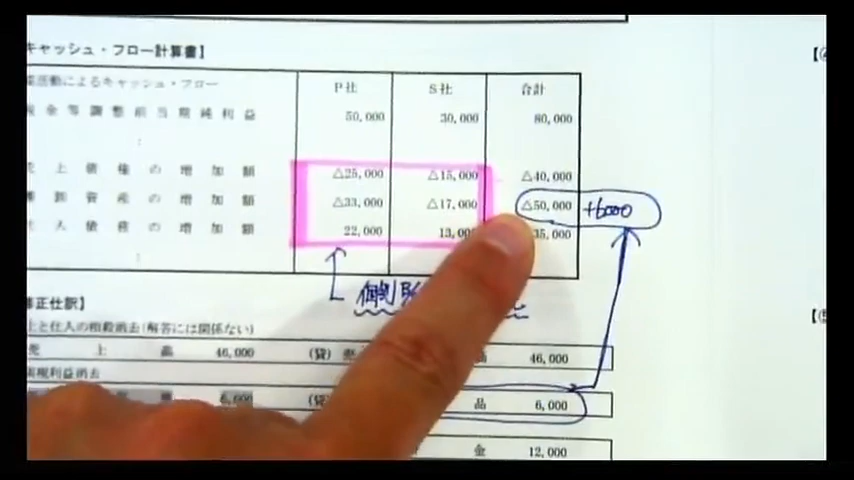 キャッシュ・フロー計算書】
業活動によるキャッシュ・フロー P社 S社 合計
税金等調整前当期純利益 50,000 30,000 80,000
:
売上債権の増加額 △25,000 △15,000 △40,000
棚卸資産の増加額 △33,000 △17,000 △50,000 +6000
仕入債務の増加額 22,000 13,000 35,000
:
個別
修正仕訳】
上と仕入の相殺消去(解答には関係ない)
売上高 46,000 (貸) 46,000
実現利益消去
6,000 (貸) 品 6,000
金 12,000